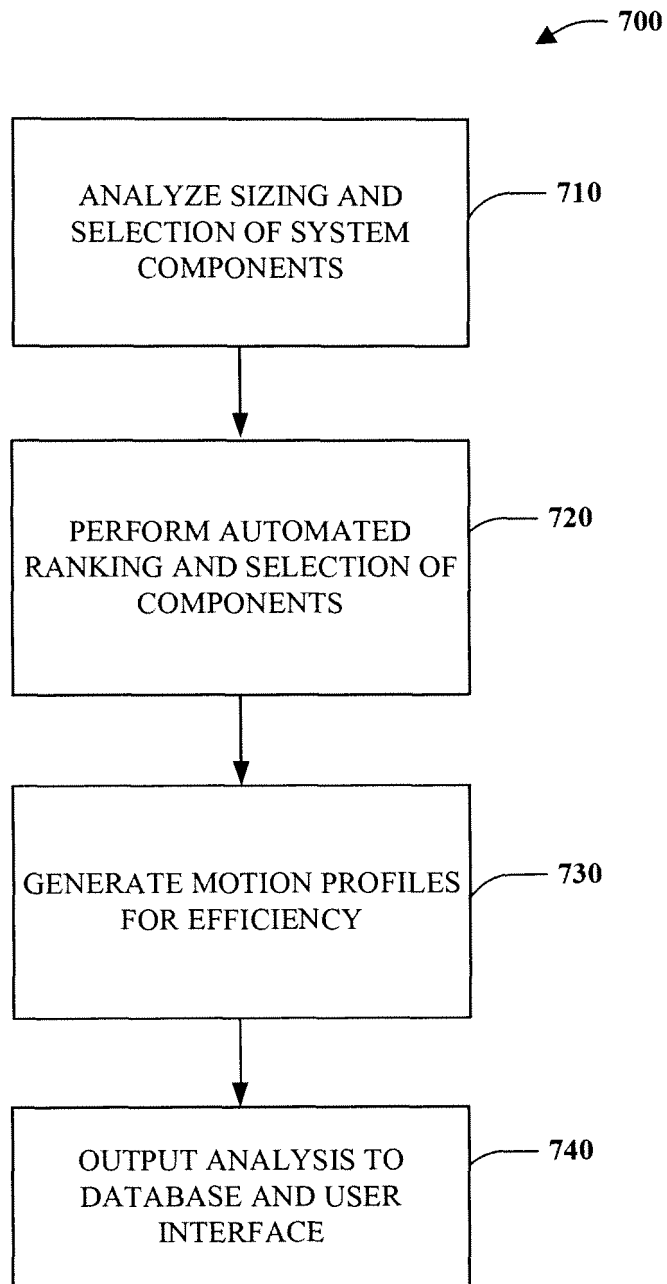 700
ANALYZE SIZING AND
SELECTION OF SYSTEM
COMPONENTS
710
PERFORM AUTOMATED
RANKING AND SELECTION OF
COMPONENTS
720
GENERATE MOTION PROFILES
FOR EFFICIENCY
730
OUTPUT ANALYSIS TO
DATABASE AND USER
INTERFACE
740